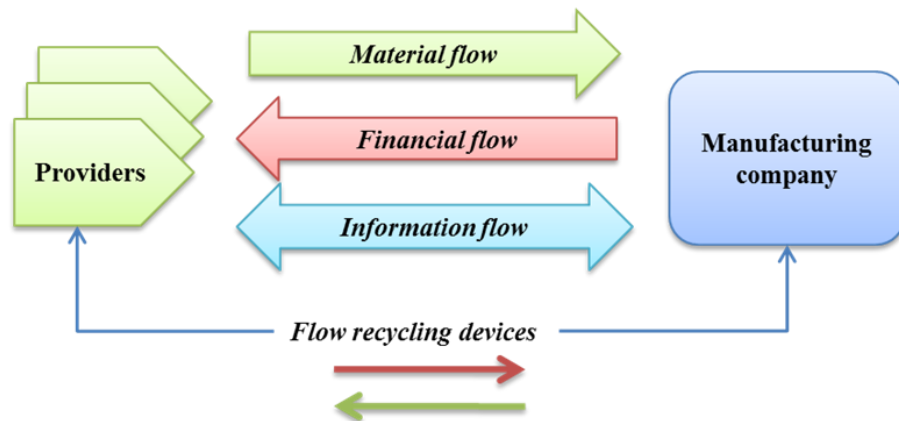 Material flow
Financial flow
Providers
Manufacturing
company
Information flow
Flow recycling devices